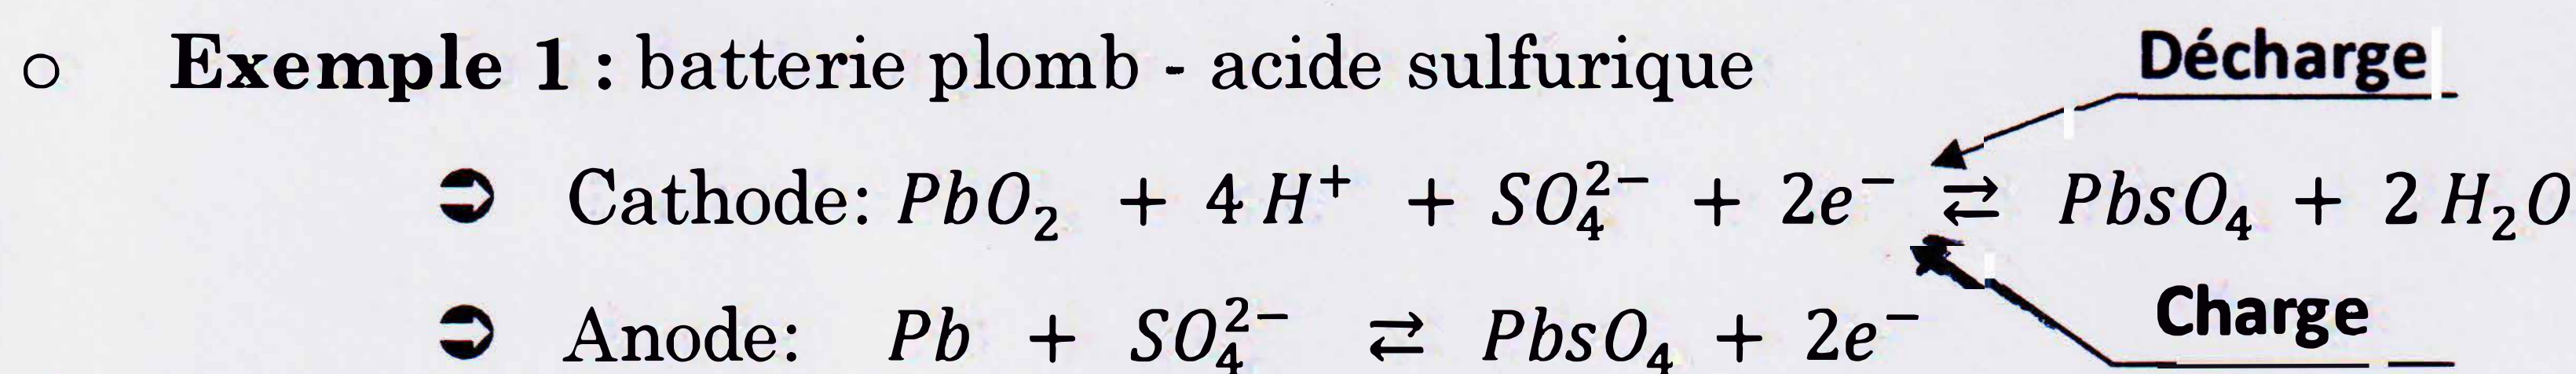 o Exemple 1 : batterie plomb - acide sulfurique Décharge
➲ Cathode: PbO₂ + 4 H⁺ + SO₄²⁻ + 2e⁻ ⇄ PbsO₄ + 2 H₂O
➲ Anode: Pb + SO₄²⁻ ⇄ PbsO₄ + 2e⁻ Charge